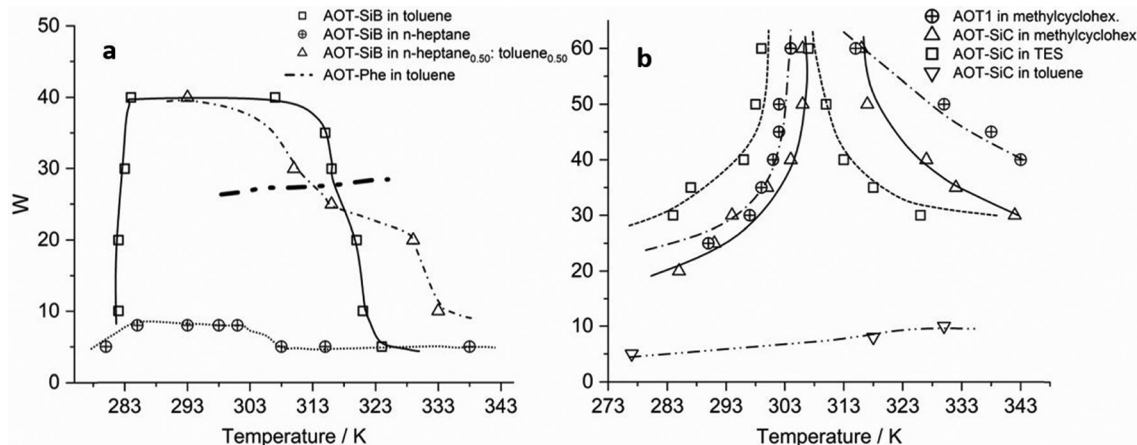 a
AOT-SiB in toluene
AOT-SiB in n-heptane
AOT-SiB in n-heptane0.50: toluene0.50
AOT-Phe in toluene
50
40
30
20
10
0
W
283 293 303 313 323 333 343
Temperature / K
b
AOT1 in methylcyclohex.
AOT-SiC in methylcyclohex
AOT-SiC in TES
AOT-SiC in toluene
60
50
40
30
20
10
0
273 283 293 303 313 323 333 343
Temperature / K